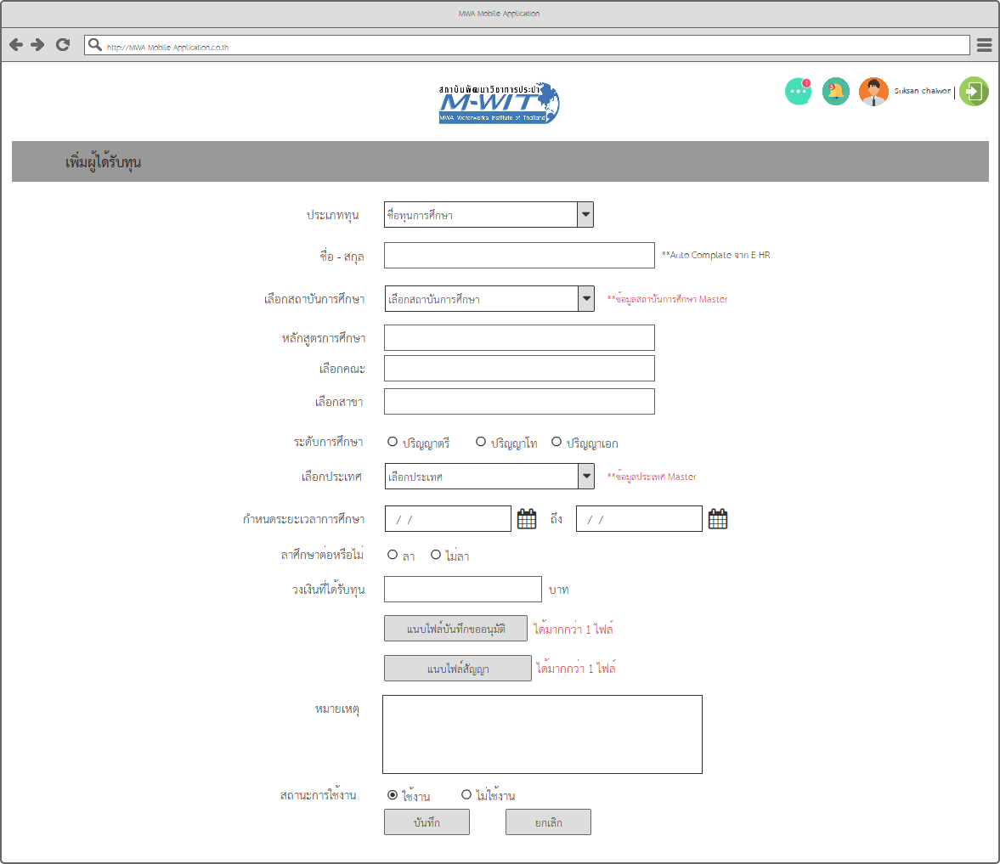 MWA Mobile Application
http://MWA Mobile Application.co.th
สถาบันพัฒนาวิชาการประปา
M-WIT
MWA Waterworks Institute of Thailand
Suksan chaiwon
เพิ่มผู้ได้รับทุน
ประเภททุน ชื่อทุนการศึกษา
ชื่อ - สกุล **Auto Complate จาก E-HR
เลือกสถาบันการศึกษา เลือกสถาบันการศึกษา **ข้อมูลสถาบันการศึกษา Master
หลักสูตรการศึกษา
เลือกคณะ
เลือกสาขา
ระดับการศึกษา ปริญญาตรี ปริญญาโท ปริญญาเอก
เลือกประเทศ เลือกประเทศ **ข้อมูลประเทศ Master
กำหนดระยะเวลาการศึกษา / / ถึง / /
ลาศึกษาต่อหรือไม่ ลา ไม่ลา
วงเงินที่ได้รับทุน บาท
แนบไฟล์บันทึกขออนุมัติ ได้มากกว่า 1 ไฟล์
แนบไฟล์สัญญา ได้มากกว่า 1 ไฟล์
หมายเหตุ
สถานะการใช้งาน ใช้งาน ไม่ใช้งาน
บันทึก ยกเลิก